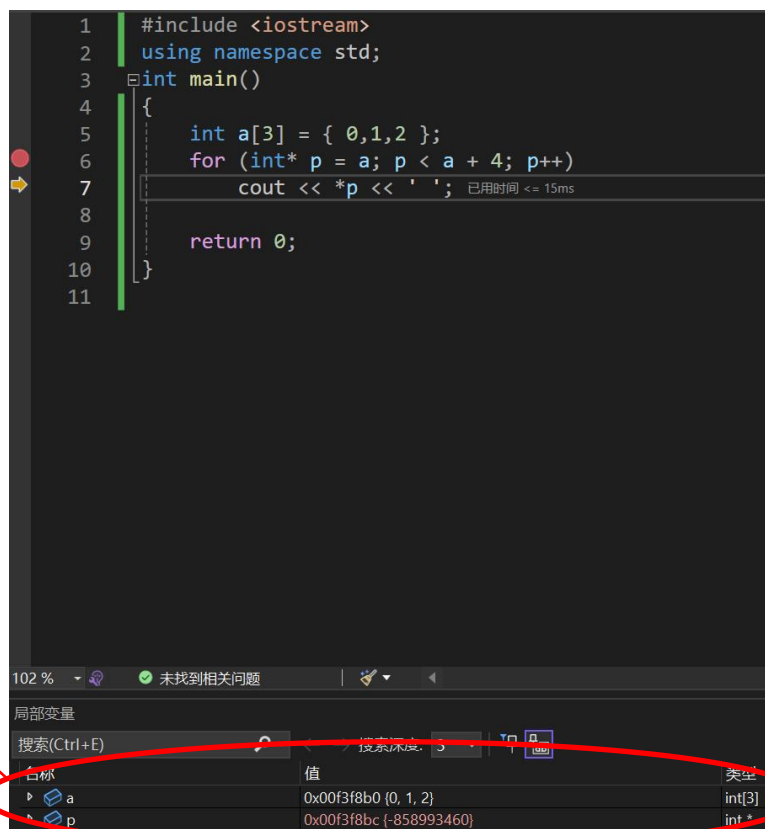 1 #include <iostream>
2 using namespace std;
3 int main()
4 {
5 int a[3] = { 0,1,2 };
6 for (int* p = a; p < a + 4; p++)
7 cout << *p << ' '; 已用时间 <= 15ms
8
9 return 0;
10 }
11
102 % 未找到相关问题
局部变量
搜索(Ctrl+E) 搜索深度: 3
名称 值 类型
a 0x00f3f8b0 {0, 1, 2} int[3]
p 0x00f3f8bc {-858993460} int *